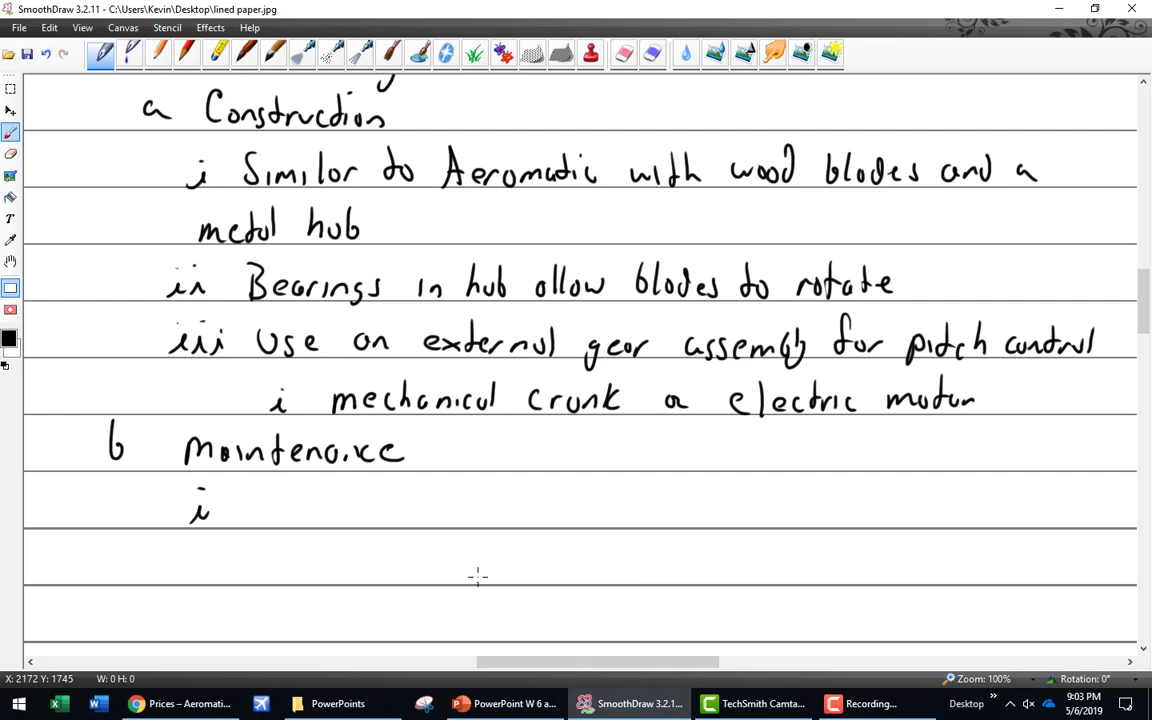 SmoothDraw 3.2.11 - C:\Users\Kevin\Desktop\lined paper.jpg
File Edit View Canvas Stencil Effects Help
a Construction
i Similar to Aeromatic with wood blades and a
metal hub
ii Bearings in hub allow blades to rotate
iii Use an external gear assembly for pitch control
i mechanical crank or electric motor
b Maintenance
i
X: 2172 Y: 1745 W: 0 H: 0 Zoom: 100% Rotation: 0°
Prices – Aeromati... PowerPoints PowerPoint W 6 a... SmoothDraw 3.2.1... TechSmith Camta... Recording... Desktop 9:03 PM
5/6/2019